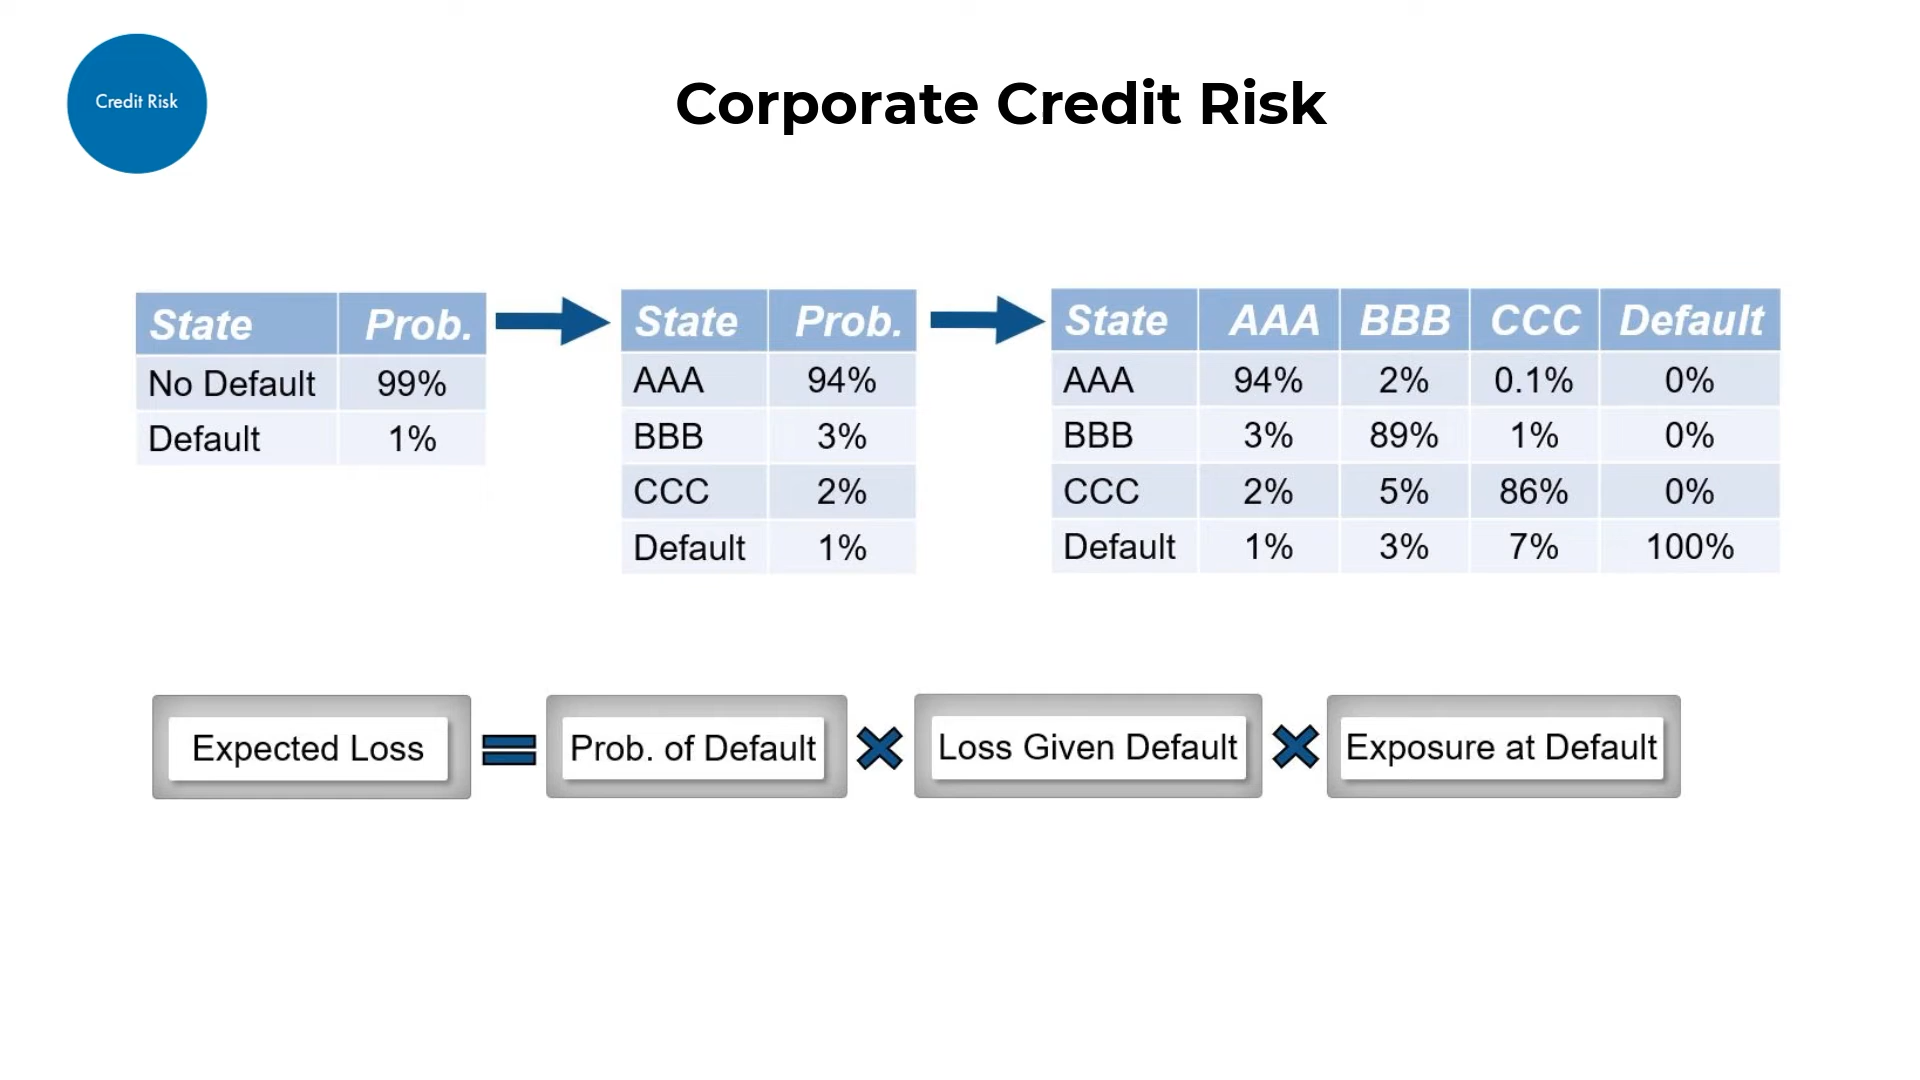 Credit Risk
Corporate Credit Risk
State Prob.
No Default 99%
Default 1%
State Prob.
AAA 94%
BBB 3%
CCC 2%
Default 1%
State AAA BBB CCC Default
AAA 94% 2% 0.1% 0%
BBB 3% 89% 1% 0%
CCC 2% 5% 86% 0%
Default 1% 3% 7% 100%
Expected Loss = Prob. of Default × Loss Given Default × Exposure at Default